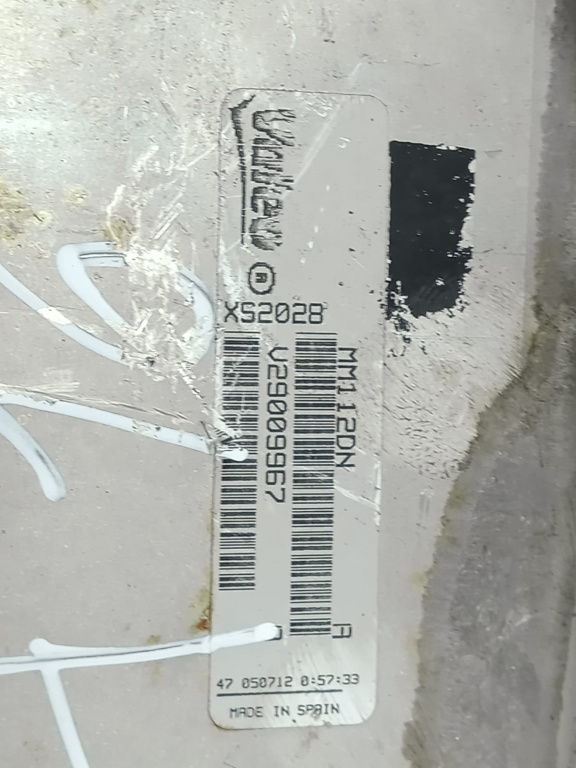 Valeo
®
XS2028
MM112DN
V29009967
A
47 050712 0:57:33
MADE IN SPAIN